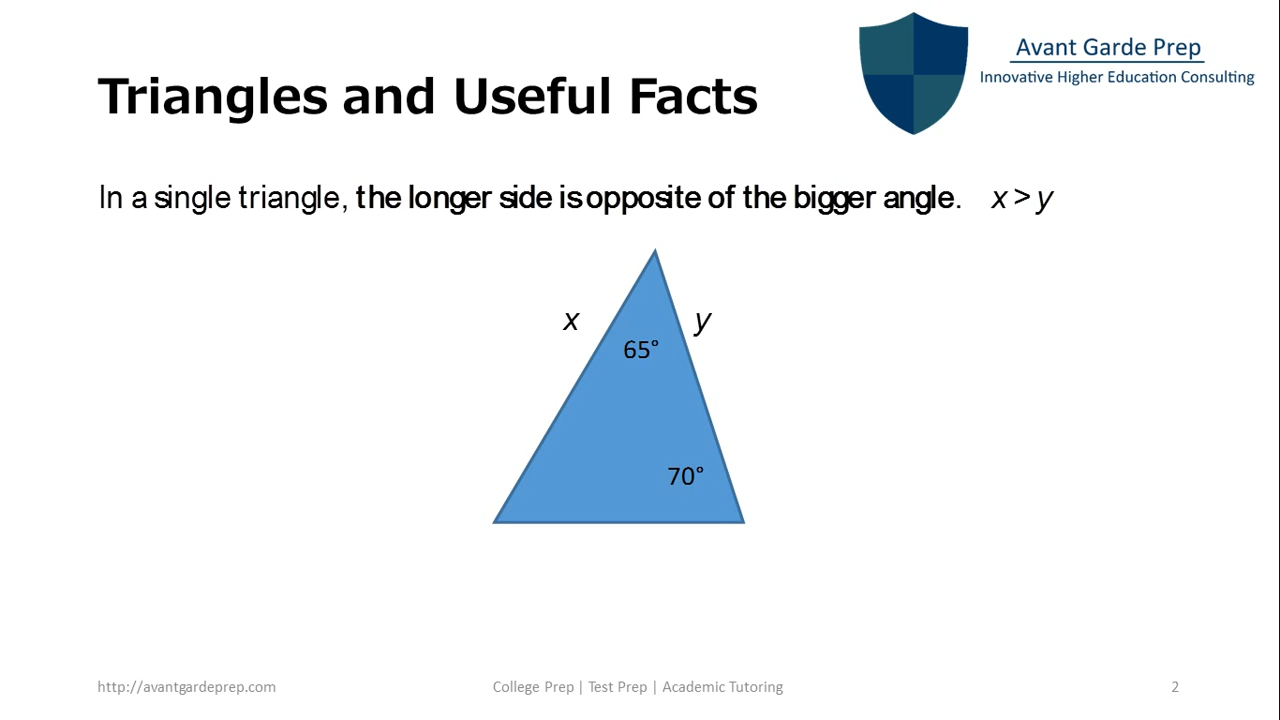 Avant Garde Prep
Innovative Higher Education Consulting
Triangles and Useful Facts
In a single triangle, the longer side is opposite of the bigger angle. x > y
x
y
65°
70°
http://avantgardeprep.com
College Prep | Test Prep | Academic Tutoring
2